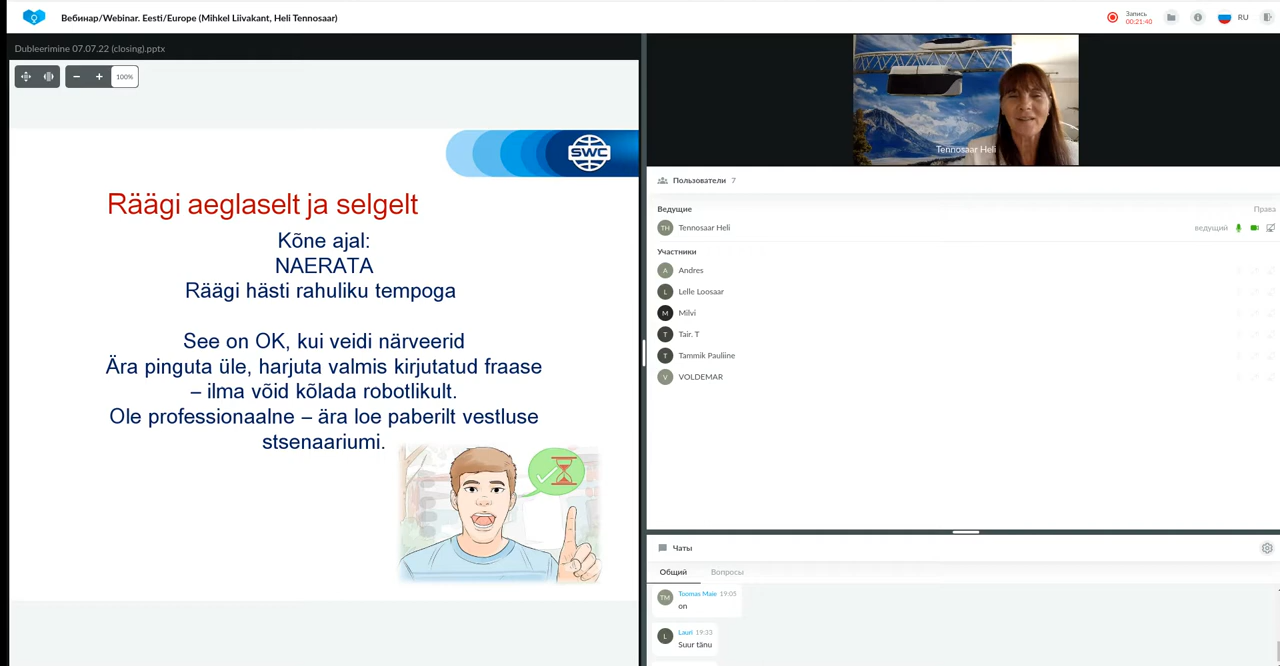 Вебинар/Webinar. Eesti/Europe (Mihkel Liivakant, Heli Tennosaar)
Запись
00:21:40
RU
Dubleerimine 07.07.22 (closing).pptx
100%
SWC
Räägi aeglaselt ja selgelt
Kõne ajal:
NAERATA
Räägi hästi rahuliku tempoga
See on OK, kui veidi närveerid
Ära pinguta üle, harjuta valmis kirjutatud fraase
– ilma võid kõlada robotlikult.
Ole professionaalne – ära loe paberilt vestluse
stsenaariumi.
Tennosaar Heli
Пользователи 7
Ведущие
Права
TH Tennosaar Heli
ведущий
Участники
A Andres
L Lelle Loosaar
M Milvi
T Tair. T
T Tammik Pauliine
V VOLDEMAR
Чаты
Общий Вопросы
TM Toomas Maie 19:05
on
L Lauri 19:33
Suur tänu